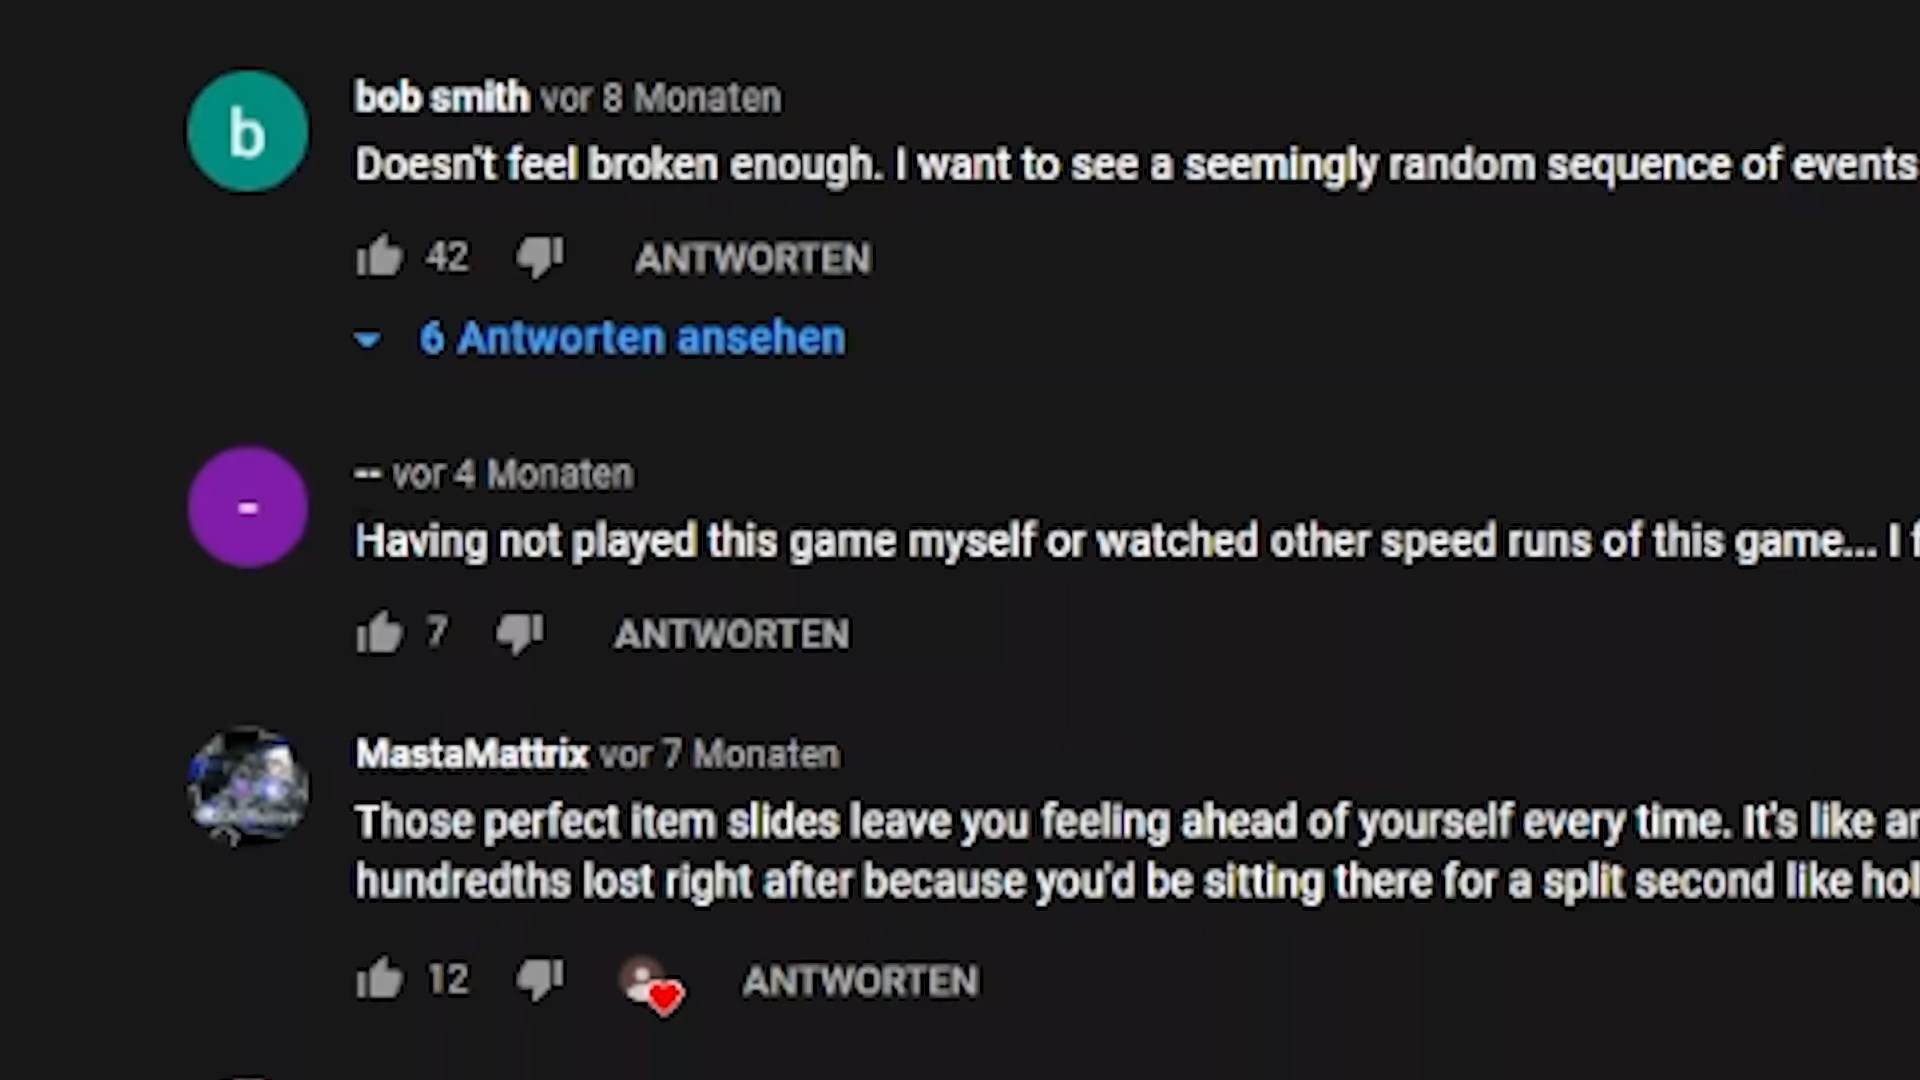 b
bob smith vor 8 Monaten
Doesn't feel broken enough. I want to see a seemingly random sequence of events
42 ANTWORTEN
6 Antworten ansehen
-
-- vor 4 Monaten
Having not played this game myself or watched other speed runs of this game... I
7 ANTWORTEN
MastaMattrix vor 7 Monaten
Those perfect item slides leave you feeling ahead of yourself every time. It's like
hundredths lost right after because you'd be sitting there for a split second like
12 ANTWORTEN